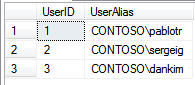 UserID UserAlias
1 1 CONTOSO\pablotr
2 2 CONTOSO\sergeig
3 3 CONTOSO\dankim